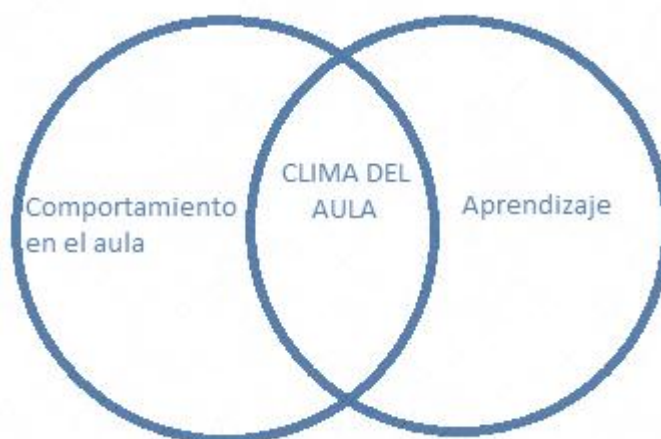 Comportamiento
en el aula
CLIMA DEL
AULA
Aprendizaje